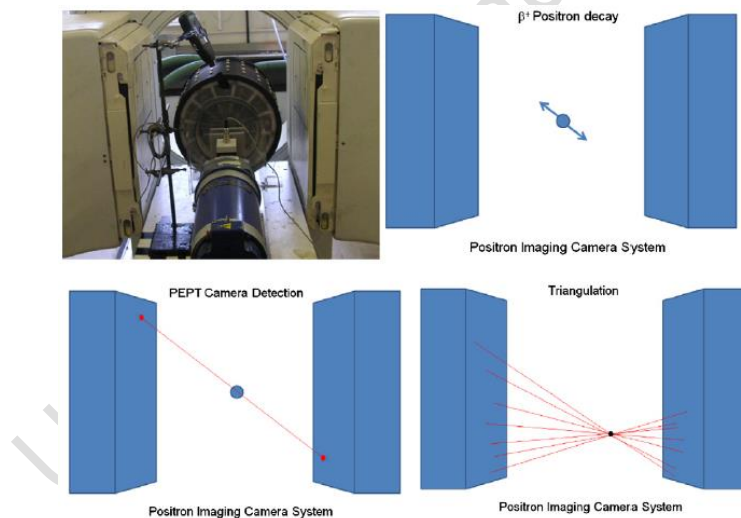 β⁺ Positron decay
Positron Imaging Camera System
PEPT Camera Detection
Positron Imaging Camera System
Triangulation
Positron Imaging Camera System